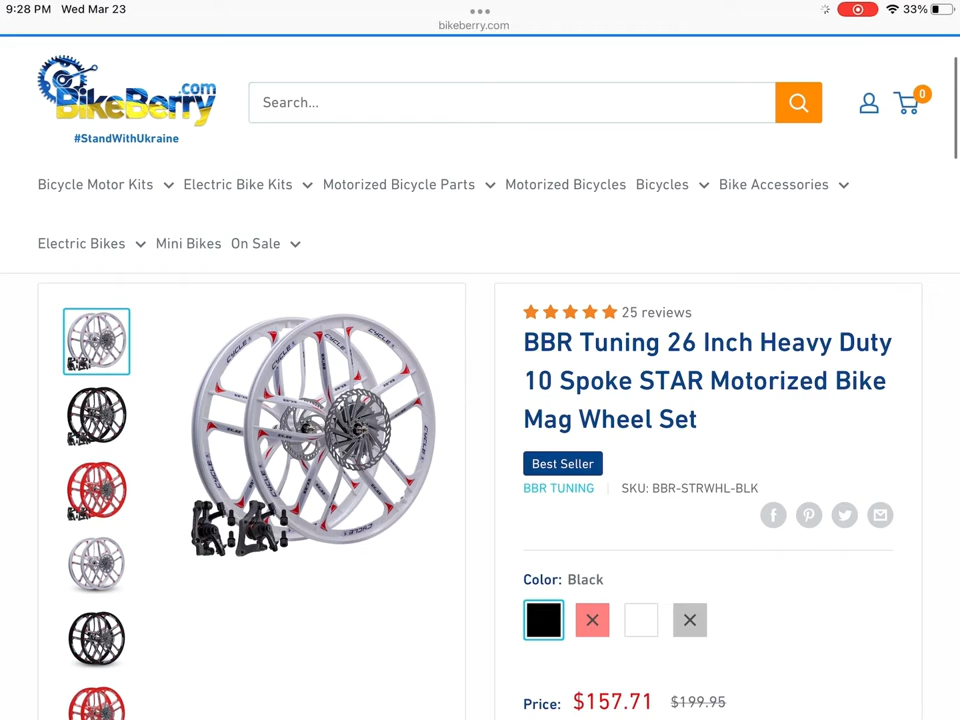 9:28 PM Wed Mar 23
33%
bikeberry.com
BikeBerry.com
#StandWithUkraine
Search...
0
Bicycle Motor Kits Electric Bike Kits Motorized Bicycle Parts Motorized Bicycles Bicycles Bike Accessories
Electric Bikes Mini Bikes On Sale
CYCLE CYCLE
25 reviews
BBR Tuning 26 Inch Heavy Duty
10 Spoke STAR Motorized Bike
Mag Wheel Set
Best Seller
BBR TUNING SKU: BBR-STRWHL-BLK
Color: Black
Price: $157.71 $199.95